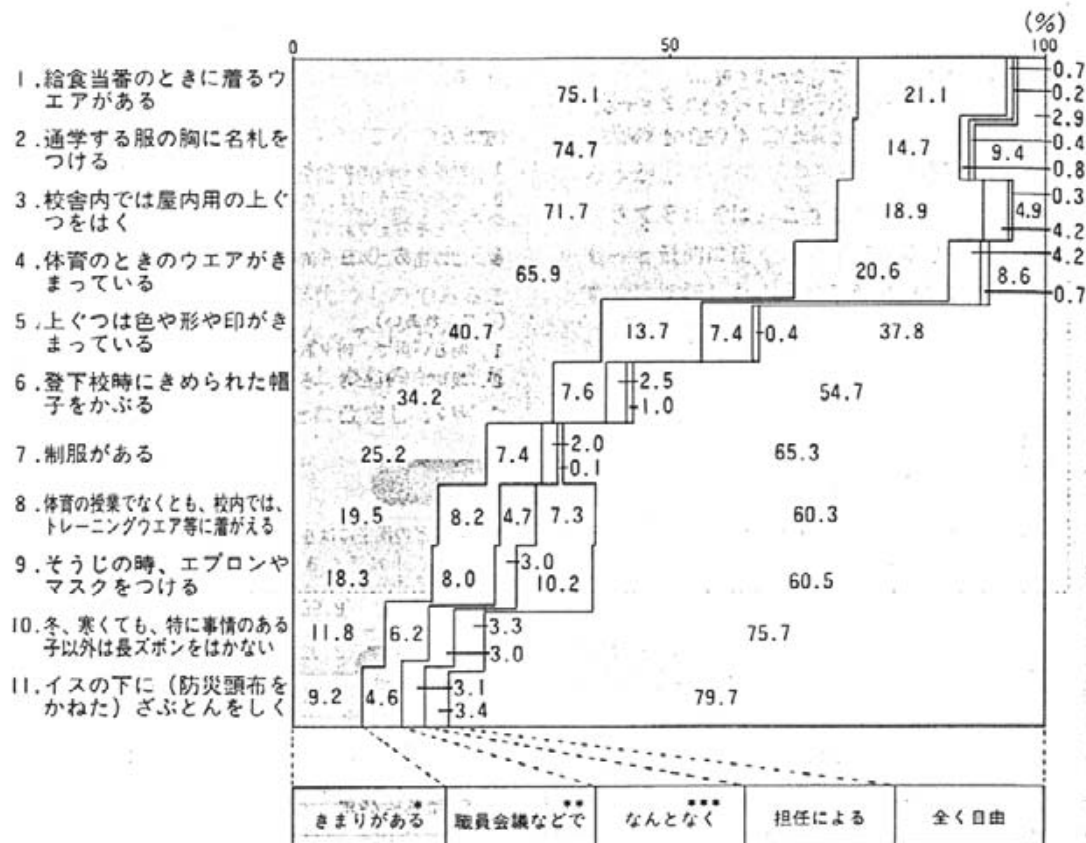 (%)
0 50 100
1.給食当番のときに着るウ
エアがある
75.1 21.1 0.7 0.2 2.9
2.通学する服の胸に名札を
つける
74.7 14.7 0.4 9.4 0.8
3.校舎内では屋内用の上ぐ
つをはく
71.7 18.9 0.3 4.9 4.2
4.体育のときのウエアがき
まっている
65.9 20.6 4.2 8.6 0.7
5.上ぐつは色や形や印がき
まっている
40.7 13.7 7.4 0.4 37.8
6.登下校時にきめられた帽
子をかぶる
34.2 7.6 2.5 1.0 54.7
7.制服がある
25.2 7.4 2.0 0.1 65.3
8.体育の授業でなくとも、校内では、
トレーニングウエア等に着がえる
19.5 8.2 4.7 7.3 60.3
9.そうじの時、エプロンや
マスクをつける
18.3 8.0 3.0 10.2 60.5
10.冬、寒くても、特に事情のある
子以外は長ズボンをはかない
11.8 6.2 3.3 3.0 75.7
11.イスの下に(防災頭布を
かねた)ざぶとんをしく
9.2 4.6 3.1 3.4 79.7
きまりがある* 職員会議などで** なんとなく*** 担任による 全く自由